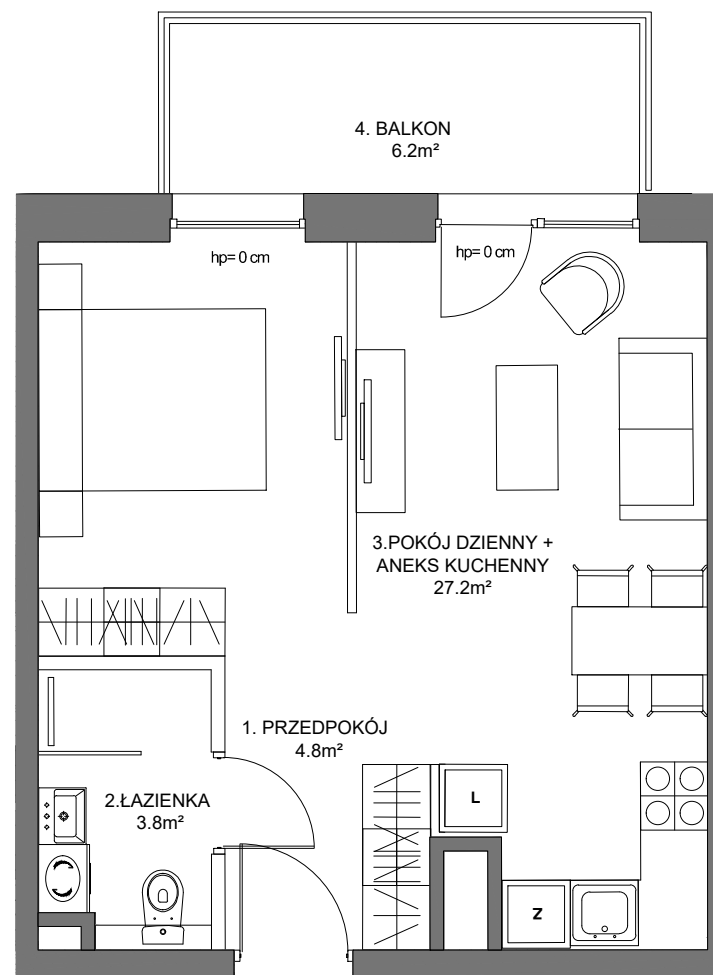 4. BALKON
6.2m²
hp= 0 cm
hp= 0 cm
3.POKÓJ DZIENNY +
ANEKS KUCHENNY
27.2m²
1. PRZEDPOKÓJ
4.8m²
L
2.ŁAZIENKA
3.8m²
Z